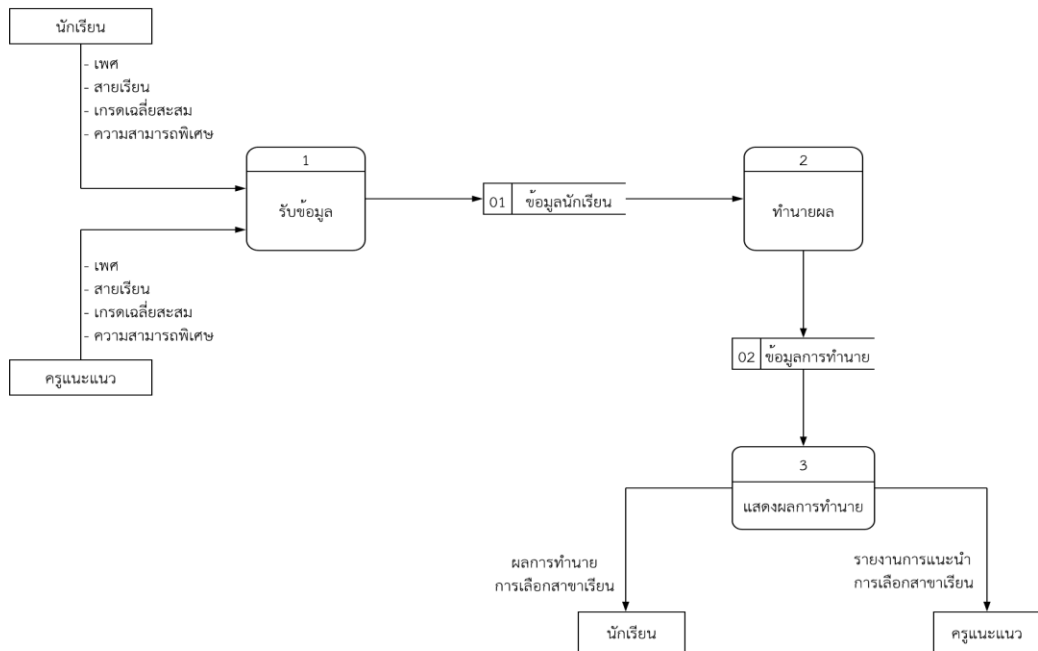 นักเรียน
- เพศ
- สายเรียน
- เกรดเฉลี่ยสะสม
- ความสามารถพิเศษ
1
รับข้อมูล
01 ข้อมูลนักเรียน
2
ทำนายผล
- เพศ
- สายเรียน
- เกรดเฉลี่ยสะสม
- ความสามารถพิเศษ
ครูแนะแนว
02 ข้อมูลการทำนาย
3
แสดงผลการทำนาย
ผลการทำนาย
การเลือกสาขาเรียน
รายงานการแนะนำ
การเลือกสาขาเรียน
นักเรียน
ครูแนะแนว